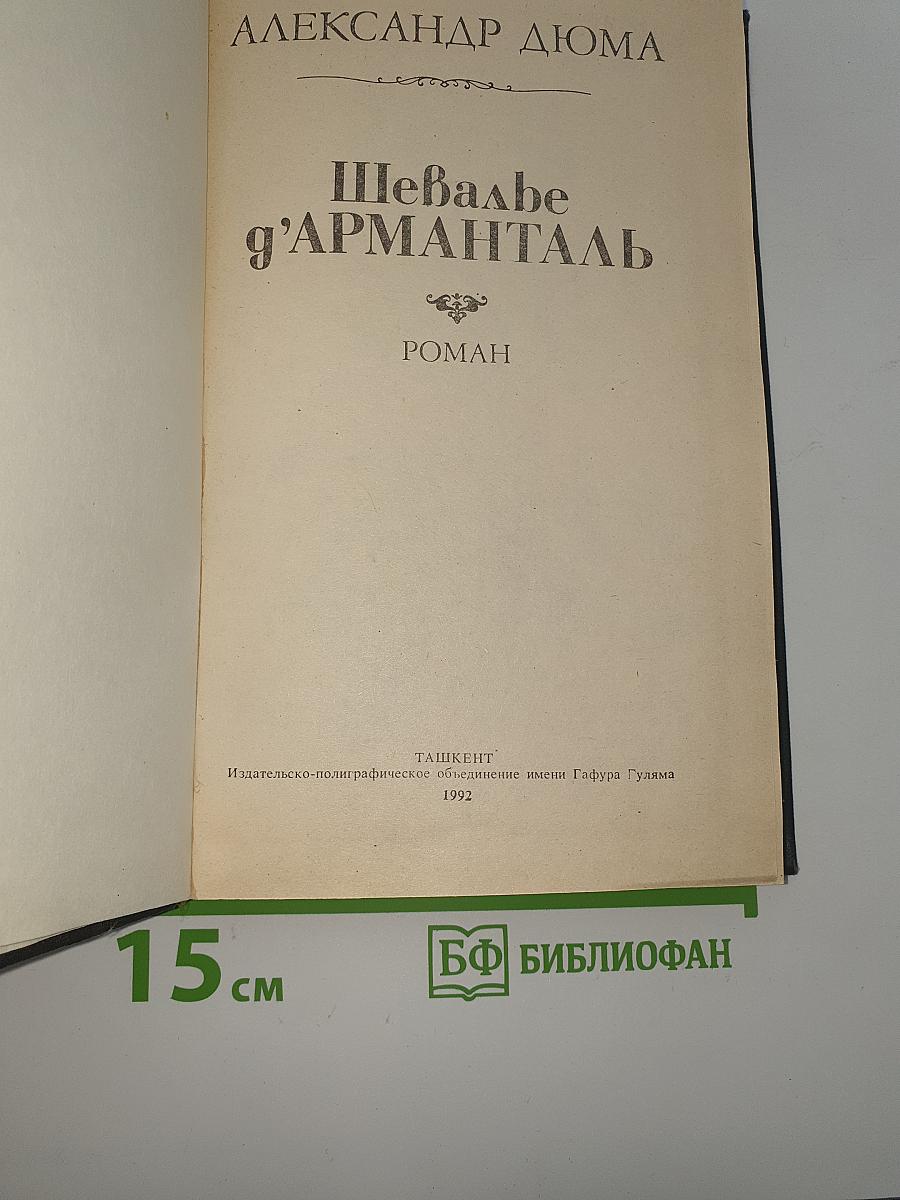 АЛЕКСАНДР ДЮМА
Шевалье
д'АРМАНТАЛЬ
РОМАН
ТАШКЕНТ
Издательско-полиграфическое объединение имени Гафура Гуляма
1992
15 см
БФ БИБЛИОФАН